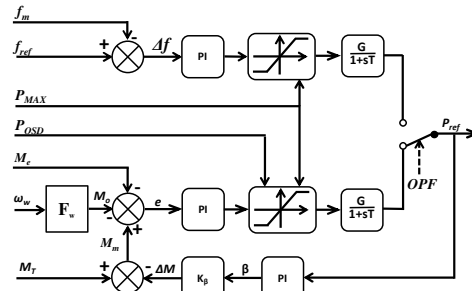 f_m
-
f_ref
+
Δf
PI
G
1+sT
P_MAX
P_ref
P_OSD
OPF
M_e
-
ω_w
F_w
M_o
-
e
PI
G
1+sT
+
M_m
M_T
+
-
ΔM
K_β
β
PI